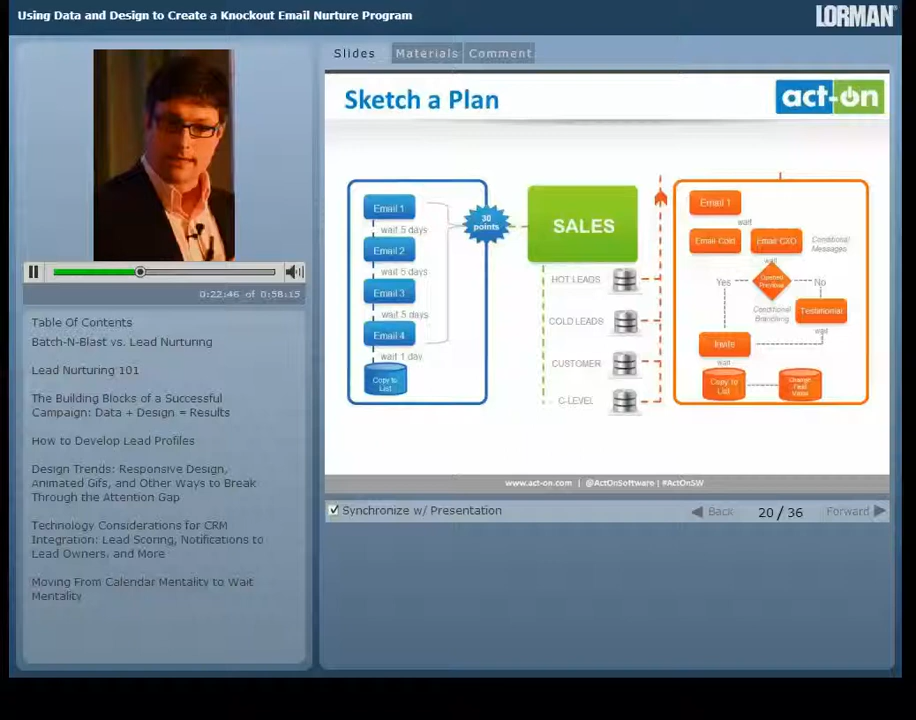 Using Data and Design to Create a Knockout Email Nurture Program
LORMAN
Slides
Materials
Comment
Sketch a Plan
act-on
Email 1
wait 5 days
Email 2
wait 5 days
Email 3
wait 5 days
Email 4
wait 1 day
Copy to
List
30
points
SALES
HOT LEADS
COLD LEADS
CUSTOMER
C-LEVEL
Email 1
wait
Email-Cold
Email-CXO
Conditional
Messages
wait
Yes
No
Conditional
Branching
Testimonial
wait
Invite
wait
Copy to
List
Change
Field
Value
www.act-on.com | @ActOnSoftware | #ActOnSW
0:22:46 of 0:58:15
Table Of Contents
Batch-N-Blast vs. Lead Nurturing
Lead Nurturing 101
The Building Blocks of a Successful
Campaign: Data + Design = Results
How to Develop Lead Profiles
Design Trends: Responsive Design,
Animated Gifs, and Other Ways to Break
Through the Attention Gap
Technology Considerations for CRM
Integration: Lead Scoring, Notifications to
Lead Owners, and More
Moving From Calendar Mentality to Wait
Mentality
Synchronize w/ Presentation
Back
20 / 36
Forward